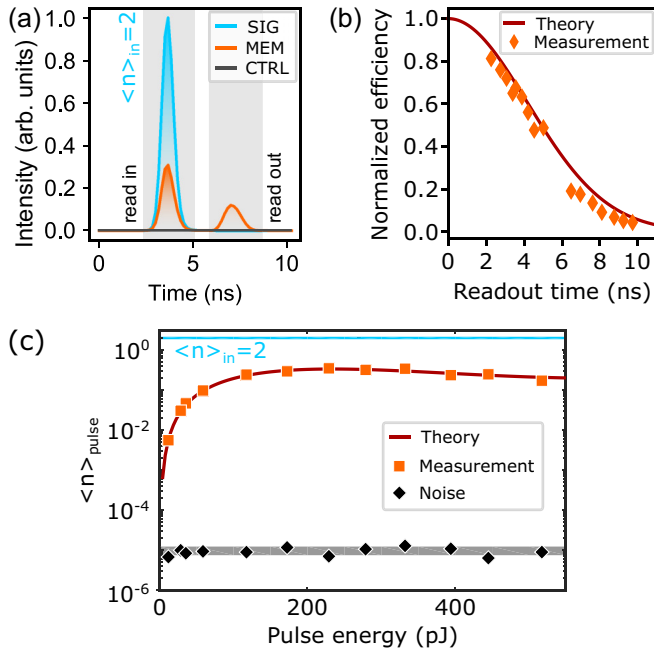 (a)
Intensity (arb. units)
1.0
0.8
0.6
0.4
0.2
0.0
<n>in=2
SIG
MEM
CTRL
read in
read out
0
5
10
Time (ns)
(b)
Normalized efficiency
1.0
0.8
0.6
0.4
0.2
0.0
Theory
Measurement
0 2 4 6 8 10
Readout time (ns)
(c)
<n>pulse
10^0
10^-2
10^-4
10^-6
<n>in=2
Theory
Measurement
Noise
0 200 400
Pulse energy (pJ)